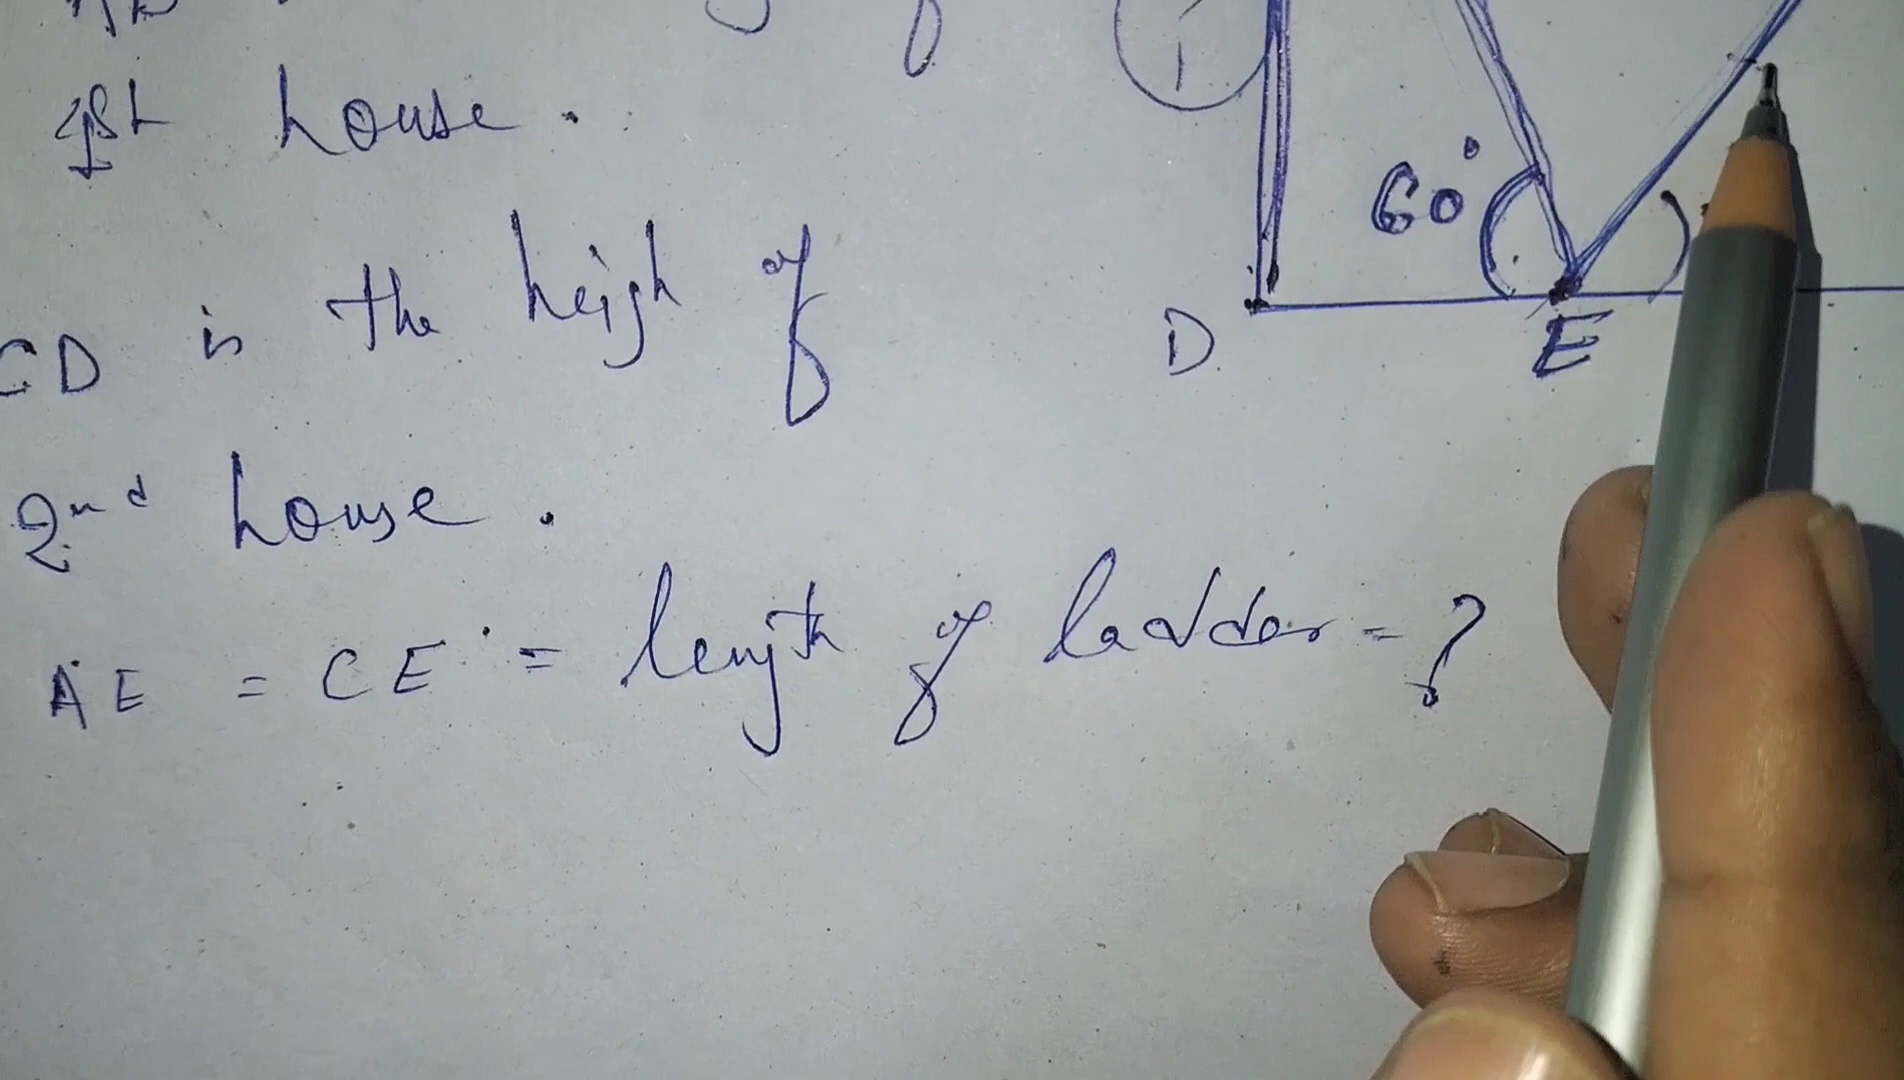 1st house.
CD is the heigh of
2nd house.
AE = CE = length of ladder = ?
60°
D
E